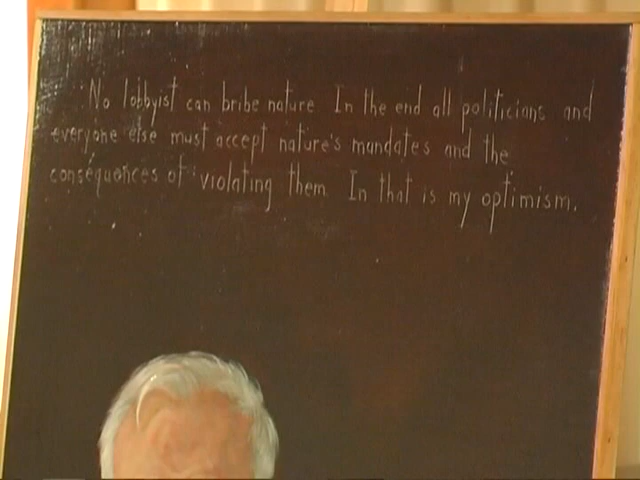 No lobbyist can bribe nature In the end all politicians and
everyone else must accept nature's mandates and the
consequences of violating them In that is my optimism.